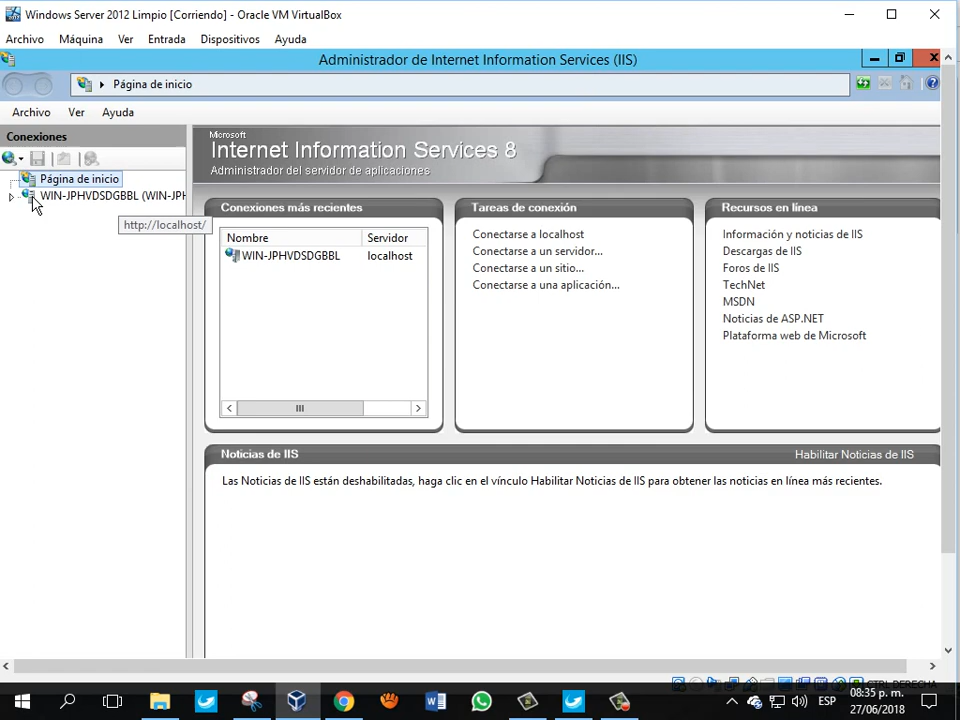 Windows Server 2012 Limpio [Corriendo] - Oracle VM VirtualBox
Archivo Máquina Ver Entrada Dispositivos Ayuda
Administrador de Internet Information Services (IIS)
Página de inicio
Archivo Ver Ayuda
Conexiones
Página de inicio
WIN-JPHVDSDGBBL (WIN-JPH
http://localhost/
Microsoft
Internet Information Services 8
Administrador del servidor de aplicaciones
Conexiones más recientes
Nombre Servidor
WIN-JPHVDSDGBBL localhost
Tareas de conexión
Conectarse a localhost
Conectarse a un servidor...
Conectarse a un sitio...
Conectarse a una aplicación...
Recursos en línea
Información y noticias de IIS
Descargas de IIS
Foros de IIS
TechNet
MSDN
Noticias de ASP.NET
Plataforma web de Microsoft
Noticias de IIS Habilitar Noticias de IIS
Las Noticias de IIS están deshabilitadas, haga clic en el vínculo Habilitar Noticias de IIS para obtener las noticias en línea más recientes.
CTRL DERECHA
ESP
08:35 p. m.
27/06/2018